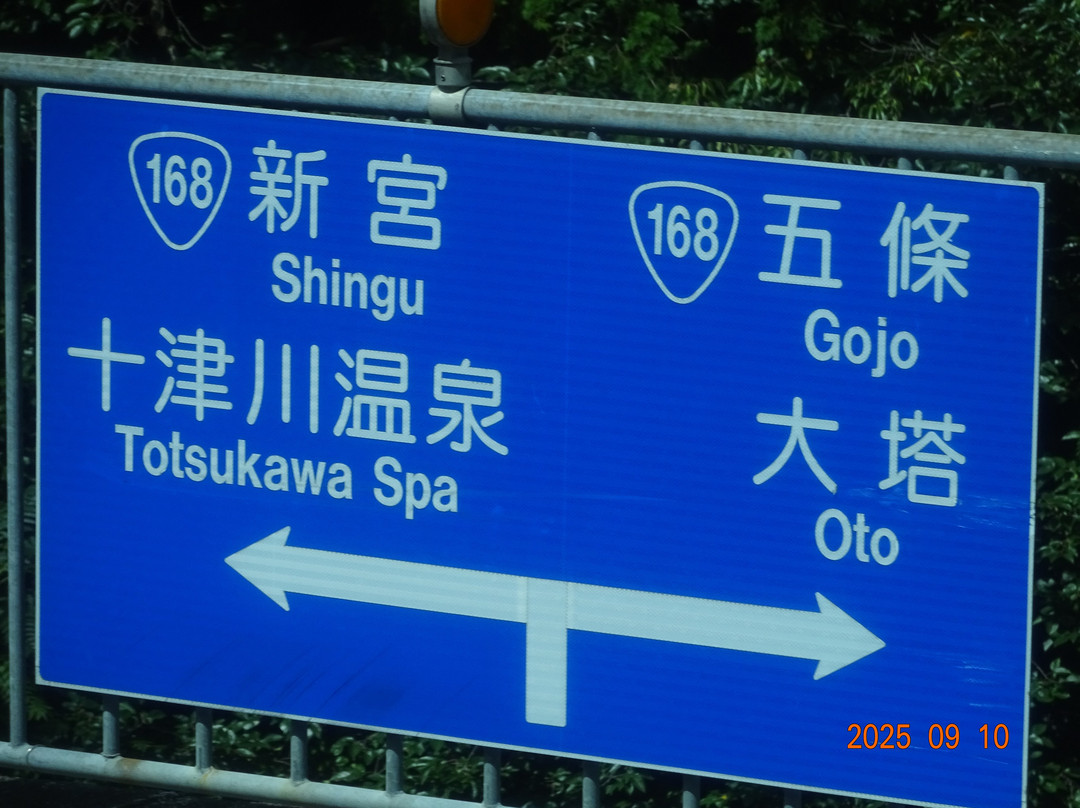 168 新宮
Shingu
十津川温泉
Totsukawa Spa
168 五條
Gojo
大塔
Oto
2025 09 10